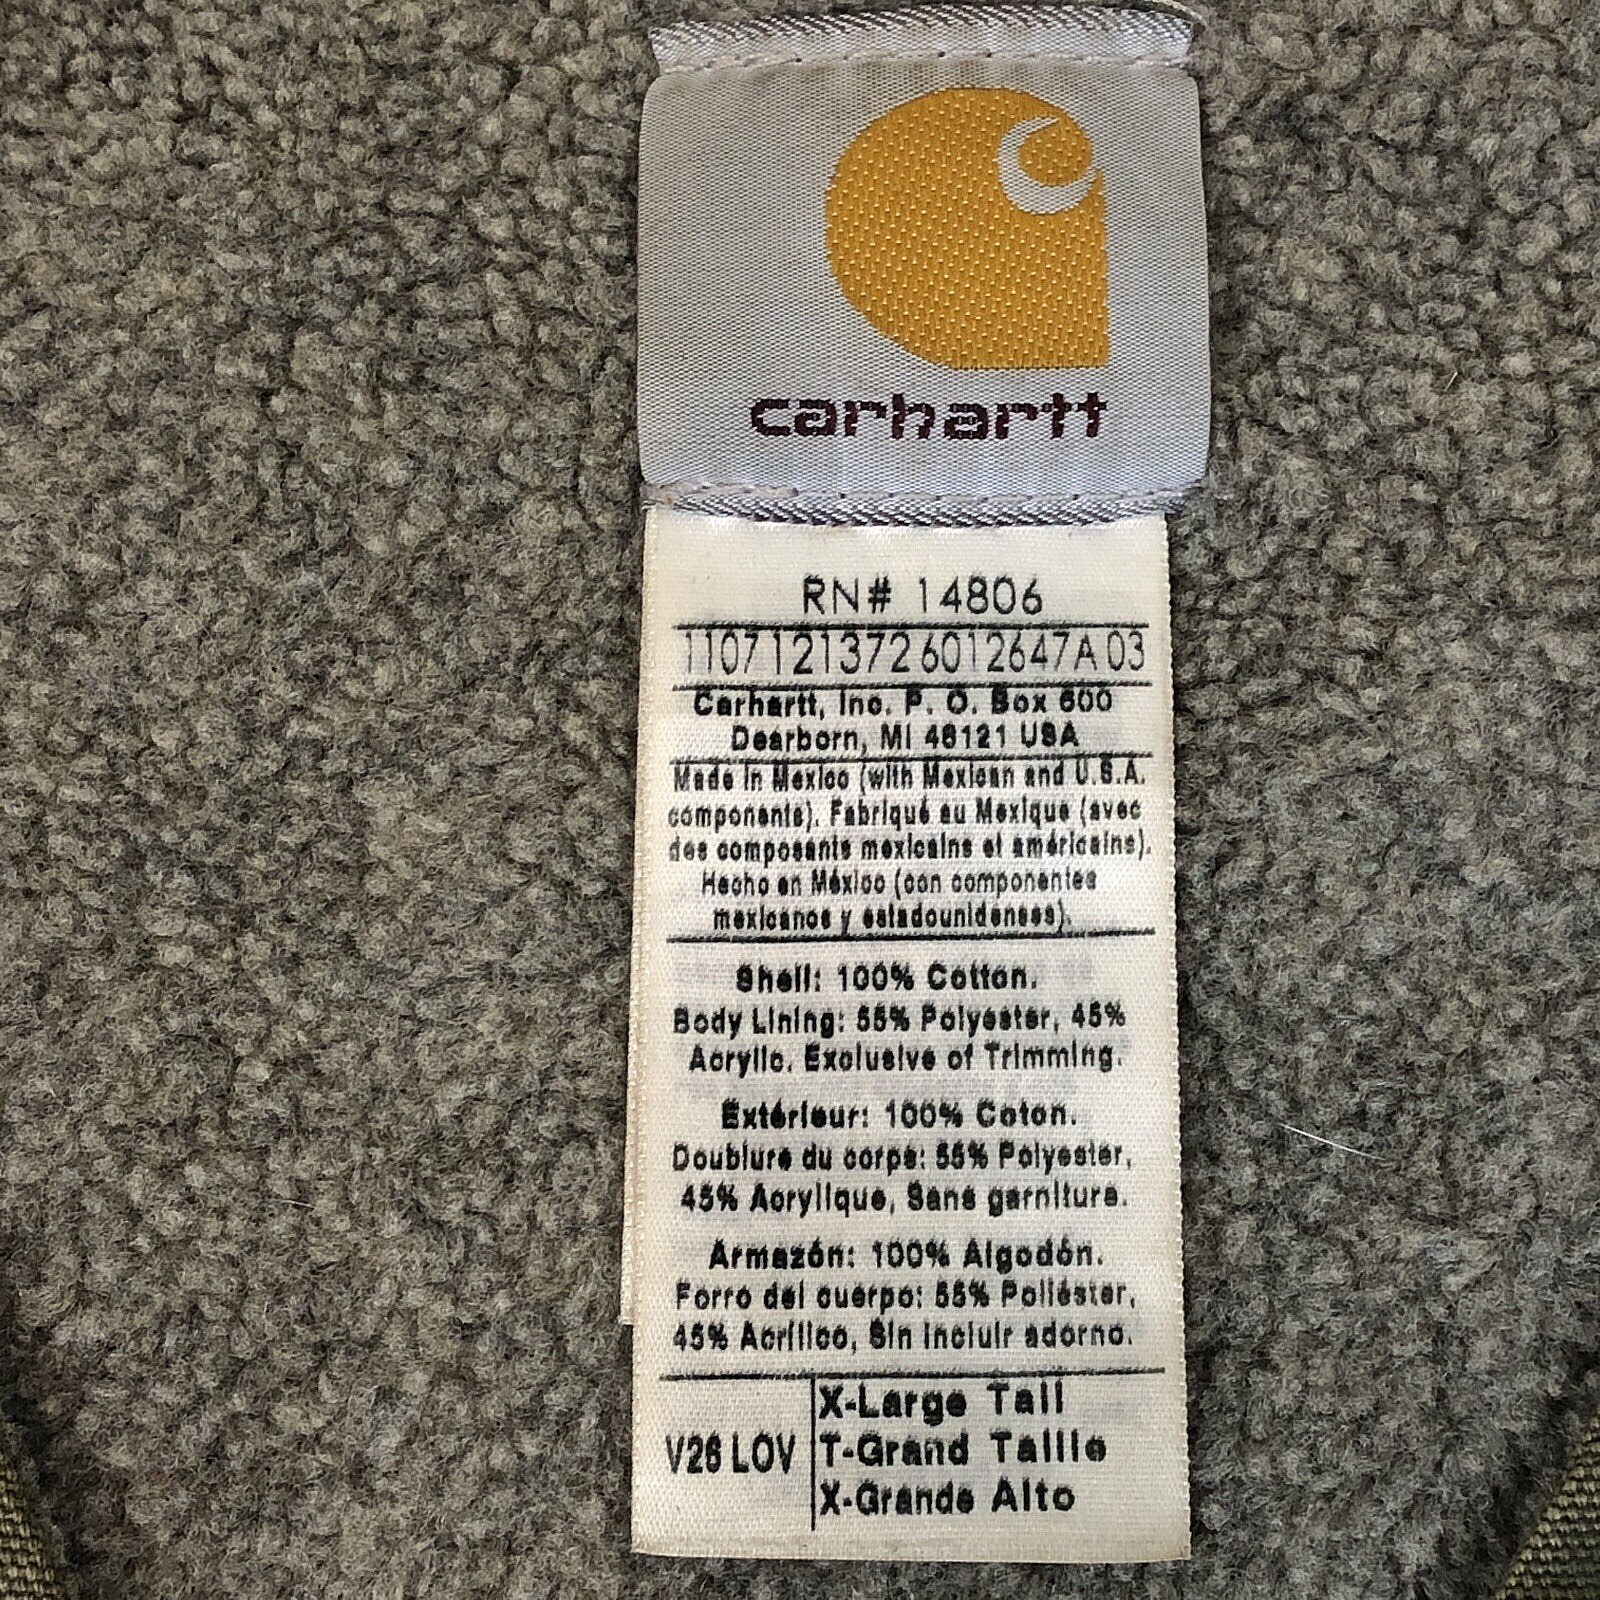 carhartt
RN# 14806
1107121372 6012647A 03
Carhartt, Inc. P. O. Box 600
Dearborn, MI 48121 USA
Made in Mexico (with Mexican and U.S.A.
components). Fabriqué au Mexique (avec
des composants mexicains et américains).
Hecho en México (con componentes
mexicanos y estadounidenses).
Shell: 100% Cotton.
Body Lining: 55% Polyester, 45%
Acrylic. Exclusive of Trimming.
Extérieur: 100% Coton.
Doublure du corps: 55% Polyester,
45% Acrylique, Sans garniture.
Armazón: 100% Algodón.
Forro del cuerpo: 55% Poliéster,
45% Acrílico, Sin incluir adorno.
X-Large Tall
V26 LOV T-Grand Taille
X-Grande Alto